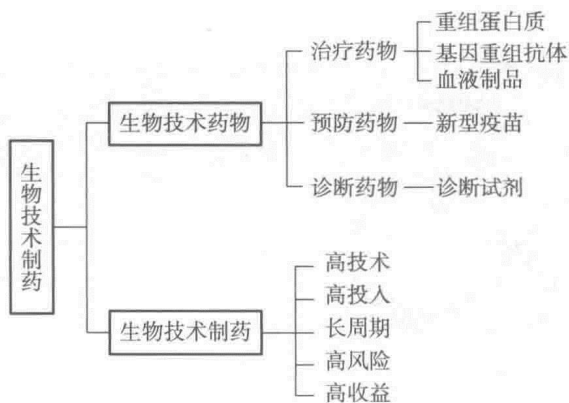 生物技术制药
生物技术药物
治疗药物
重组蛋白质
基因重组抗体
血液制品
预防药物
新型疫苗
诊断药物
诊断试剂
生物技术制药
高技术
高投入
长周期
高风险
高收益